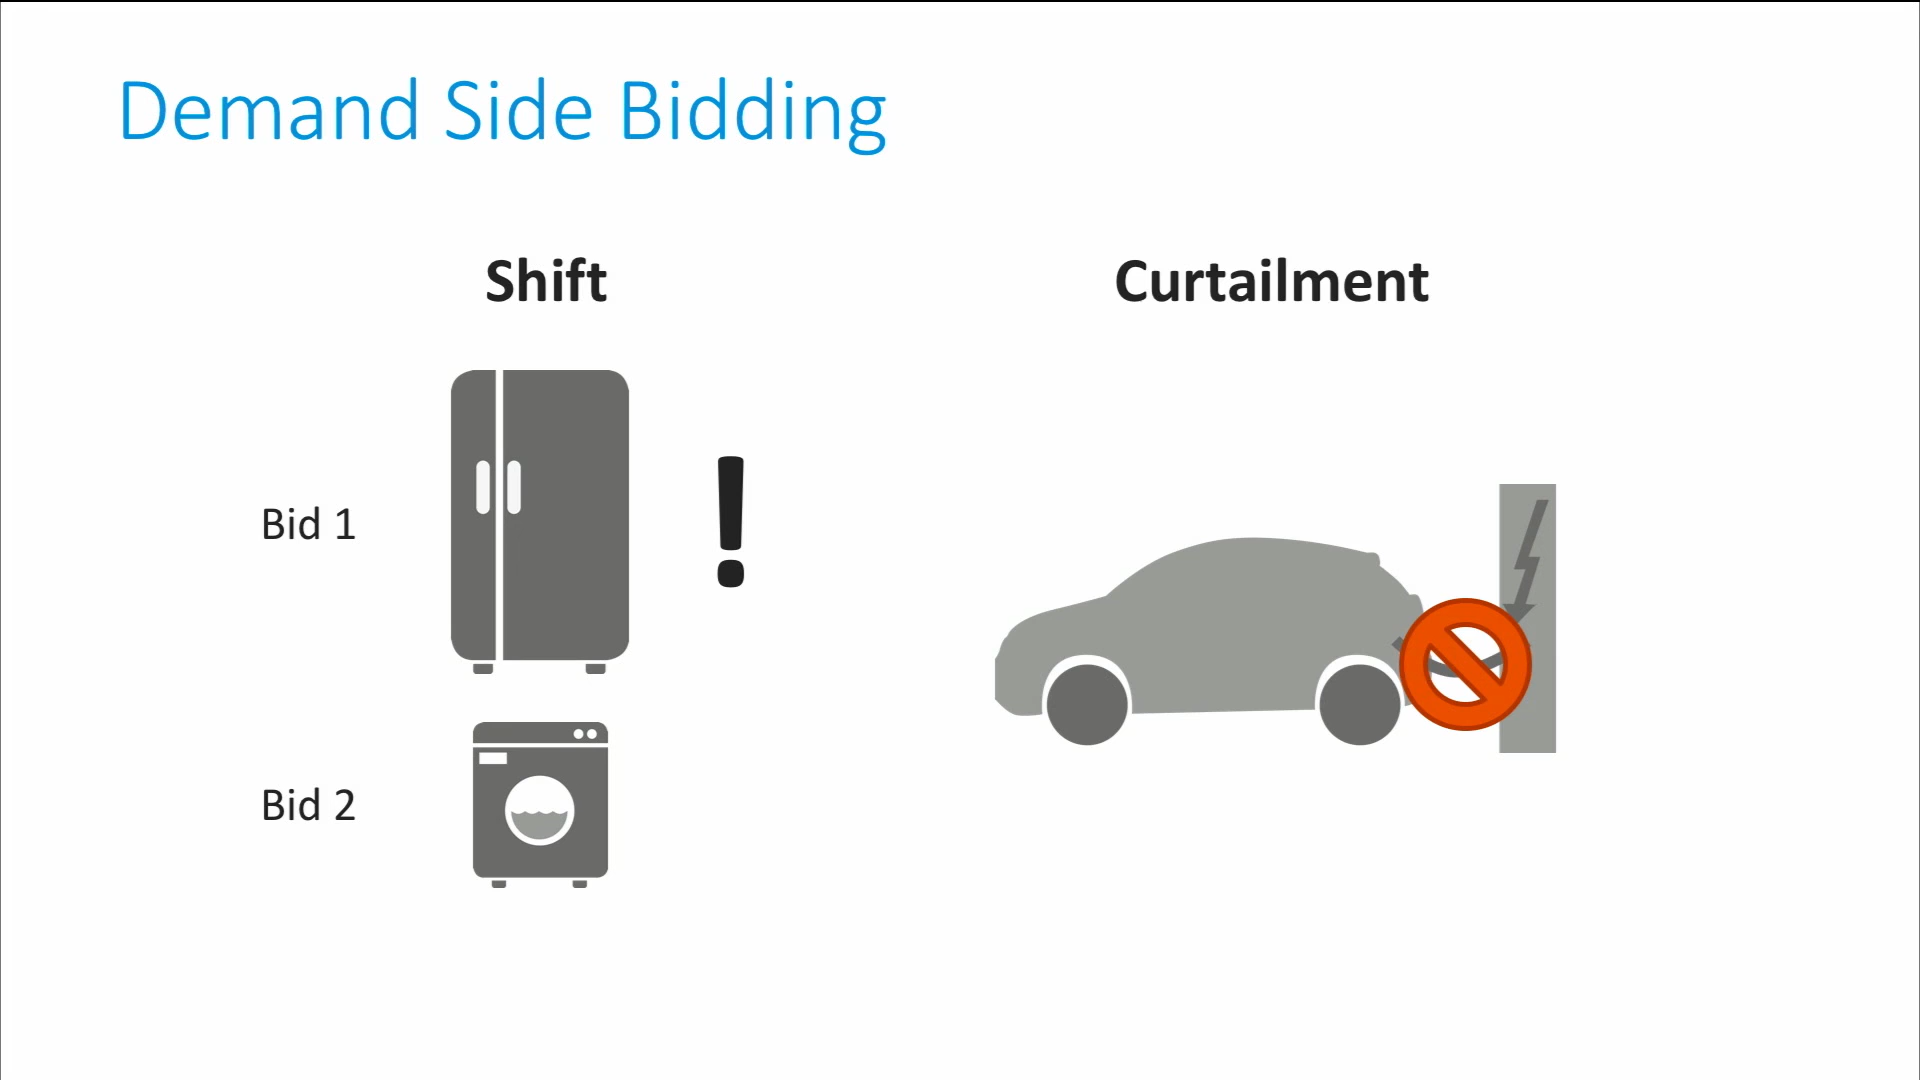 Demand Side Bidding
Shift
Curtailment
Bid 1
!
Bid 2